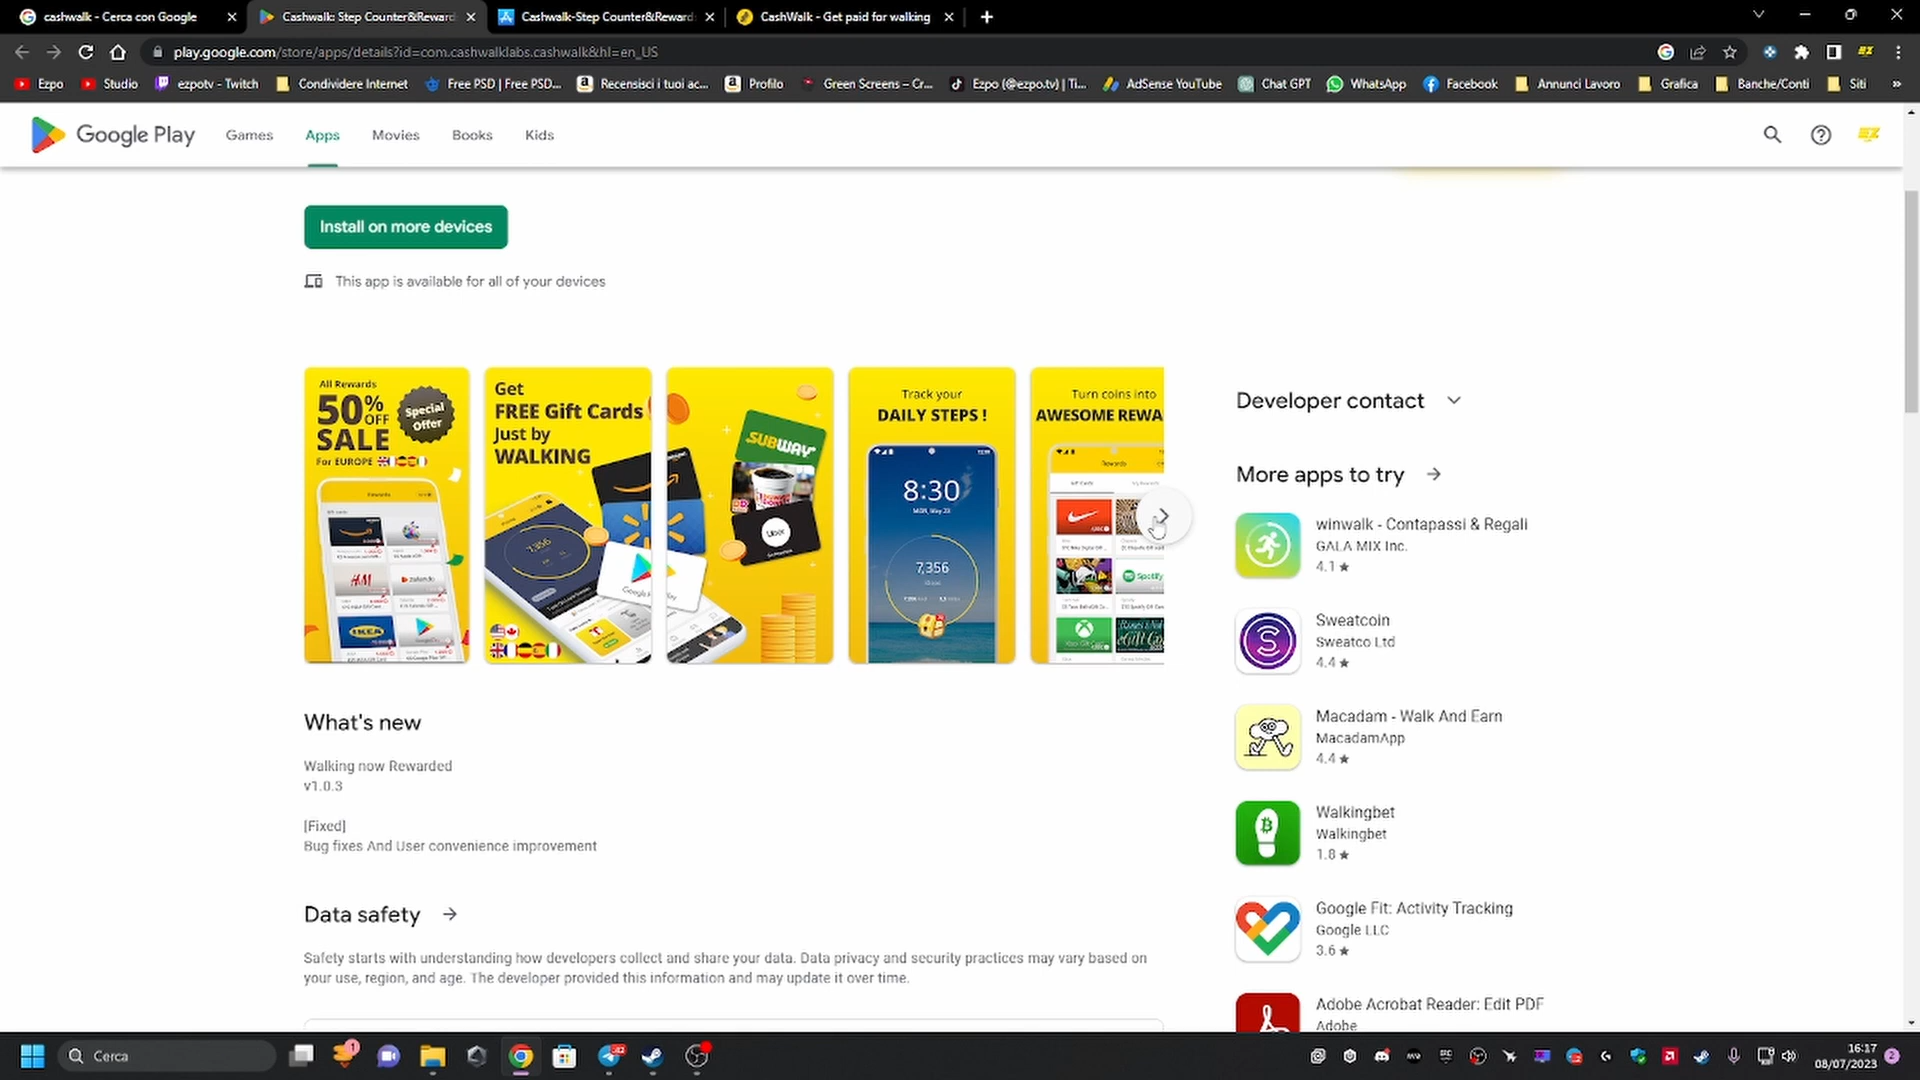 cashwalk - Cerca con Google
Cashwalk: Step Counter&Reward
Cashwalk-Step Counter&Reward
CashWalk - Get paid for walking
play.google.com/store/apps/details?id=com.cashwalklabs.cashwalk&hl=en_US
Ezpo
Studio
ezpotv - Twitch
Condividere Internet
Free PSD | Free PSD...
Recensisci i tuoi ac...
Profilo
Green Screens – Cr...
Ezpo (@ezpo.tv) | Ti...
AdSense YouTube
Chat GPT
WhatsApp
Facebook
Annunci Lavoro
Grafica
Banche/Conti
Siti
Google Play
Games
Apps
Movies
Books
Kids
Install on more devices
This app is available for all of your devices
All Rewards
50% OFF
SALE
For EUROPE
Special
Offer
Rewards
IKEA
H&M
Get
FREE Gift Cards
Just by
WALKING
7,356
SUBWAY
Uber
Track your
DAILY STEPS !
8:30
MON, May 23
7,356
Turn coins into
AWESOME REWA
Rewards
Spotify
Developer contact
More apps to try
winwalk - Contapassi & Regali
GALA MIX Inc.
4.1 ★
Sweatcoin
Sweatco Ltd
4.4 ★
Macadam - Walk And Earn
MacadamApp
4.4 ★
Walkingbet
Walkingbet
1.8 ★
Google Fit: Activity Tracking
Google LLC
3.6 ★
Adobe Acrobat Reader: Edit PDF
Adobe
What's new
Walking now Rewarded
v1.0.3
[Fixed]
Bug fixes And User convenience improvement
Data safety
Safety starts with understanding how developers collect and share your data. Data privacy and security practices may vary based on
your use, region, and age. The developer provided this information and may update it over time.
Cerca
16:17
08/07/2023